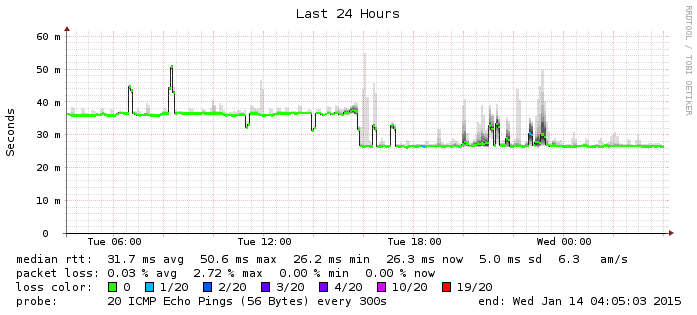 Last 24 Hours
RRDTOOL / TOBI OETIKER
Seconds
60 m
50 m
40 m
30 m
20 m
10 m
0
Tue 06:00 Tue 12:00 Tue 18:00 Wed 00:00
median rtt: 31.7 ms avg 50.6 ms max 26.2 ms min 26.3 ms now 5.0 ms sd 6.3 am/s
packet loss: 0.03 % avg 2.72 % max 0.00 % min 0.00 % now
loss color: 0 1/20 2/20 3/20 4/20 10/20 19/20
probe: 20 ICMP Echo Pings (56 Bytes) every 300s end: Wed Jan 14 04:05:03 2015